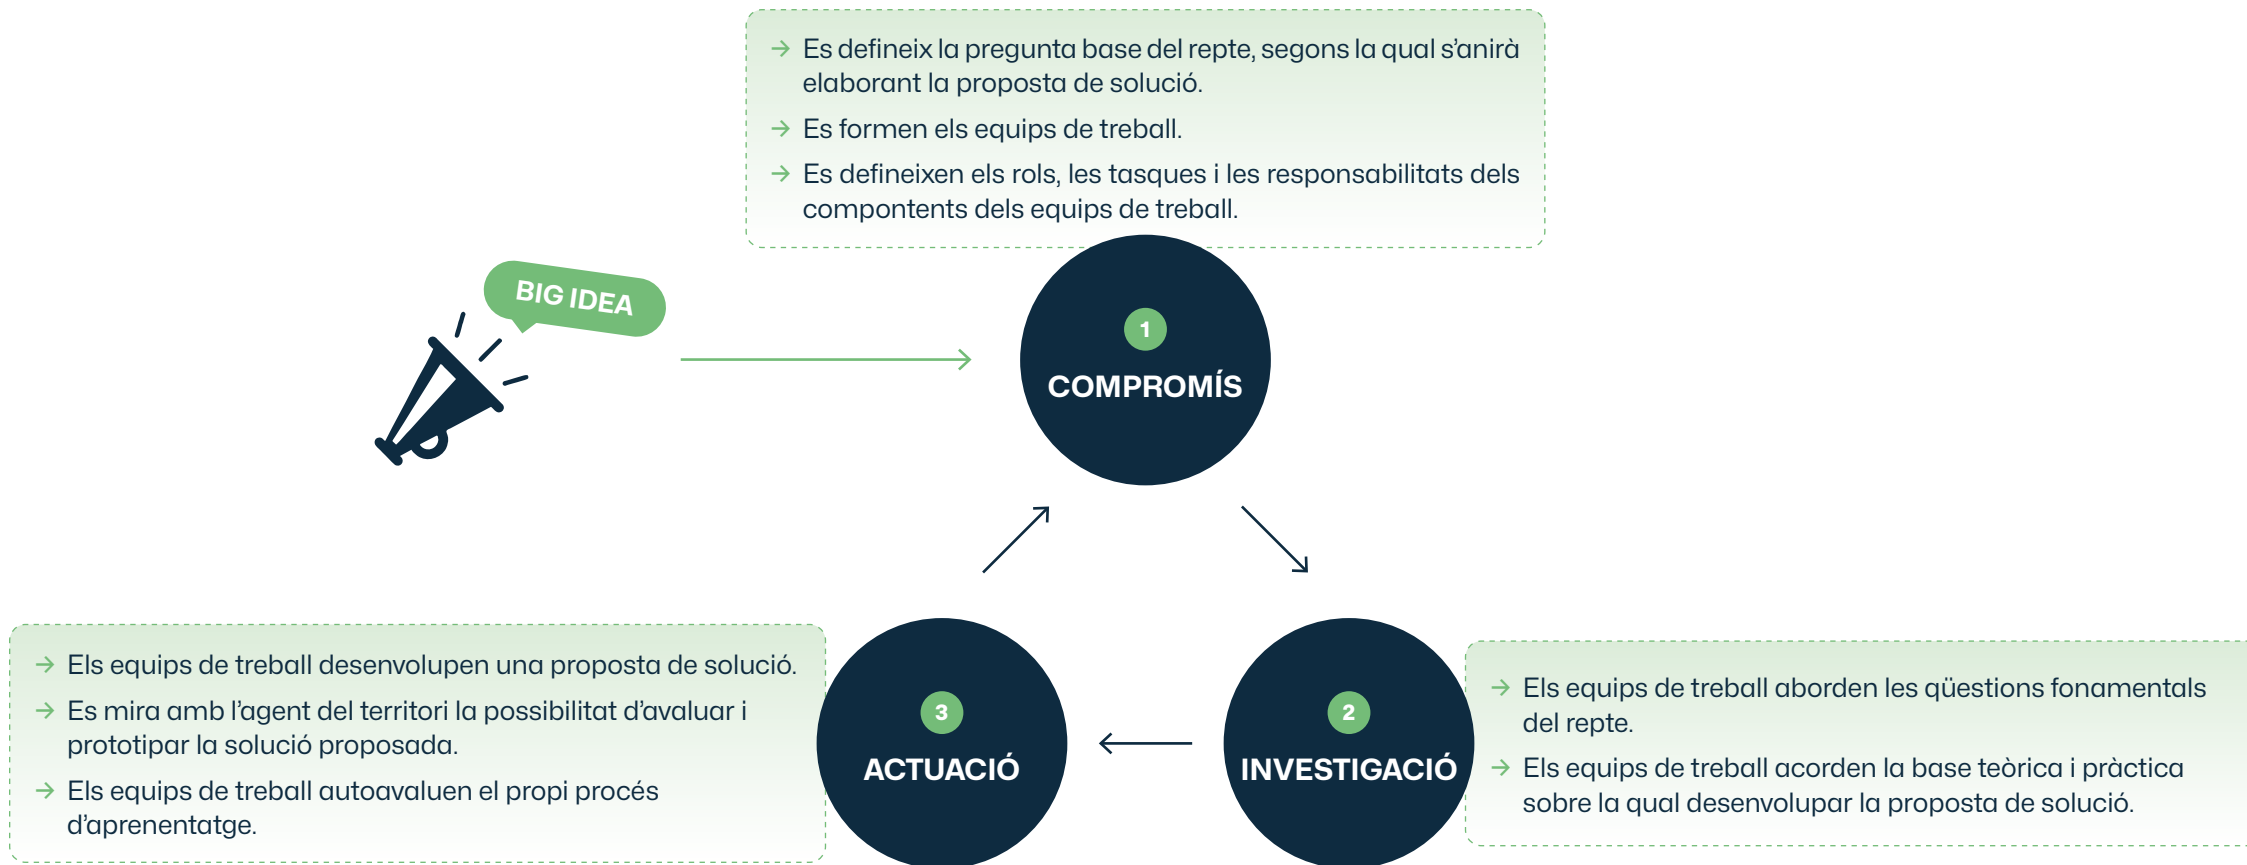 → Es defineix la pregunta base del repte, segons la qual s’anirà
elaborant la proposta de solució.
→ Es formen els equips de treball.
→ Es defineixen els rols, les tasques i les responsabilitats dels
compontents dels equips de treball.
BIG IDEA
1
COMPROMÍS
3
ACTUACIÓ
→ Els equips de treball desenvolupen una proposta de solució.
→ Es mira amb l’agent del territori la possibilitat d’avaluar i
prototipar la solució proposada.
→ Els equips de treball autoavaluen el propi procés
d’aprenentatge.
2
INVESTIGACIÓ
→ Els equips de treball aborden les qüestions fonamentals
del repte.
→ Els equips de treball acorden la base teòrica i pràctica
sobre la qual desenvolupar la proposta de solució.